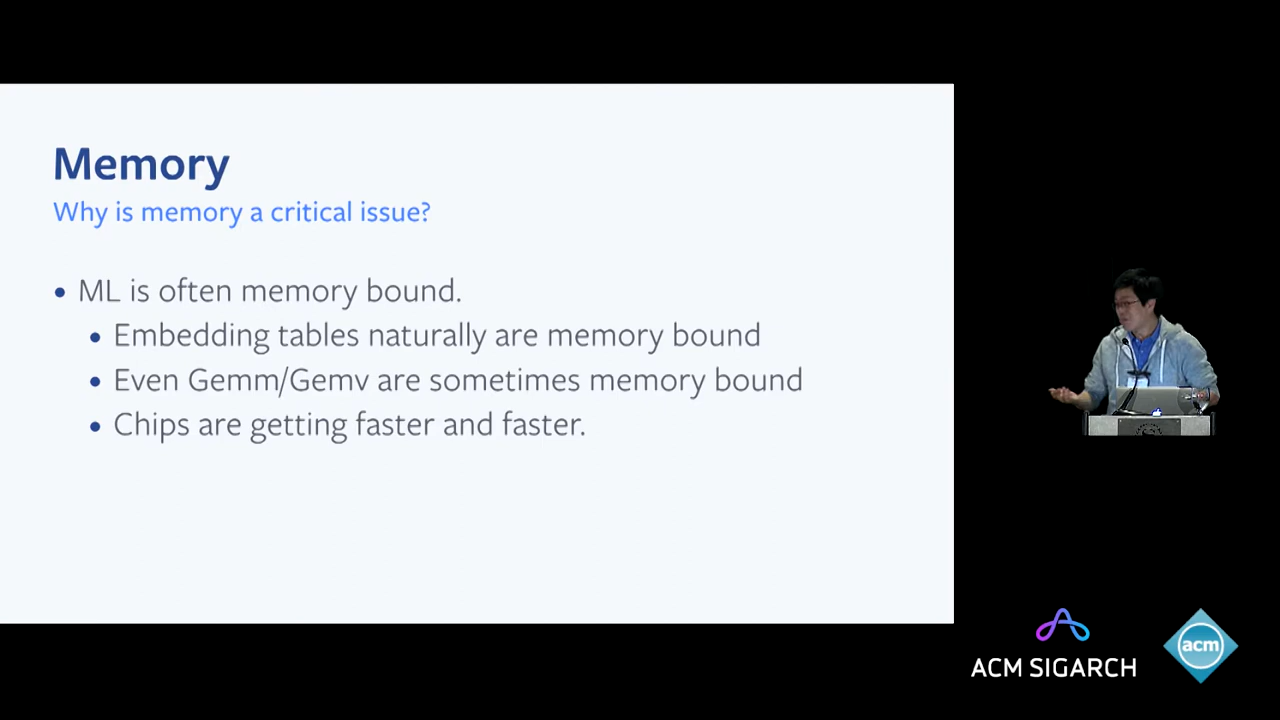 Memory
Why is memory a critical issue?
• ML is often memory bound.
• Embedding tables naturally are memory bound
• Even Gemm/Gemv are sometimes memory bound
• Chips are getting faster and faster.
ACM SIGARCH
acm